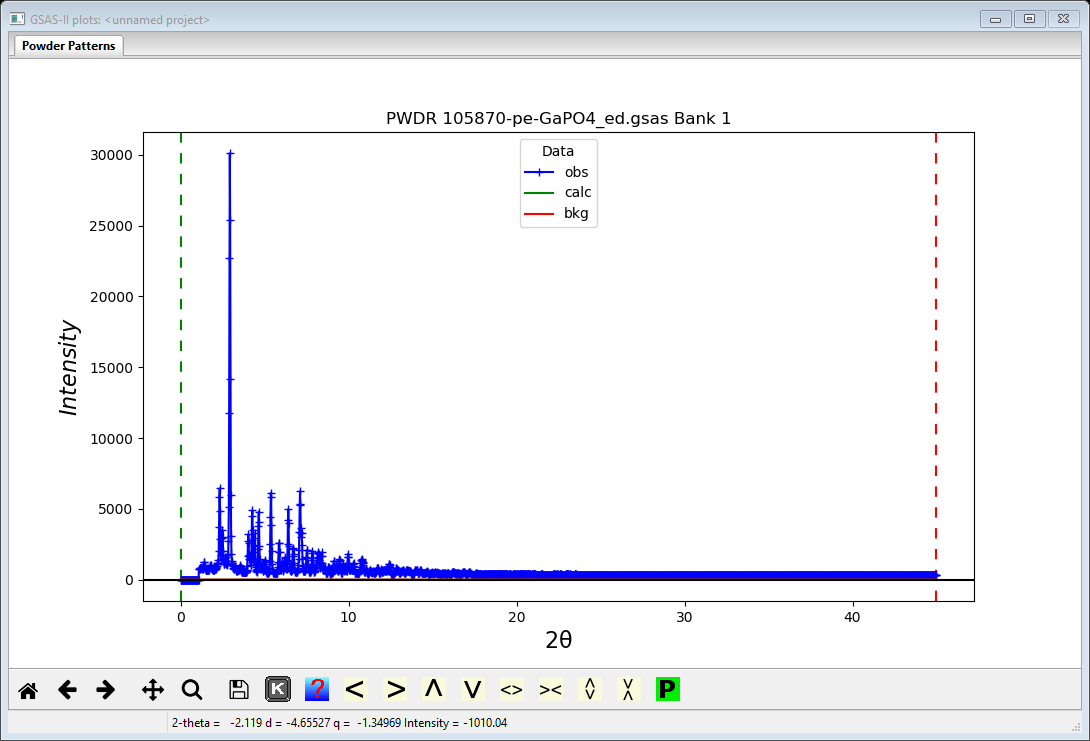 GSAS-II plots: <unnamed project>
Powder Patterns
PWDR 105870-pe-GaPO4_ed.gsas Bank 1
Data
obs
calc
bkg
30000
25000
20000
15000
10000
5000
0
Intensity
0 10 20 30 40
2θ
K ? < > Λ V <> ><  P
2-theta = -2.119 d = -4.65527 q = -1.34969 Intensity = -1010.04